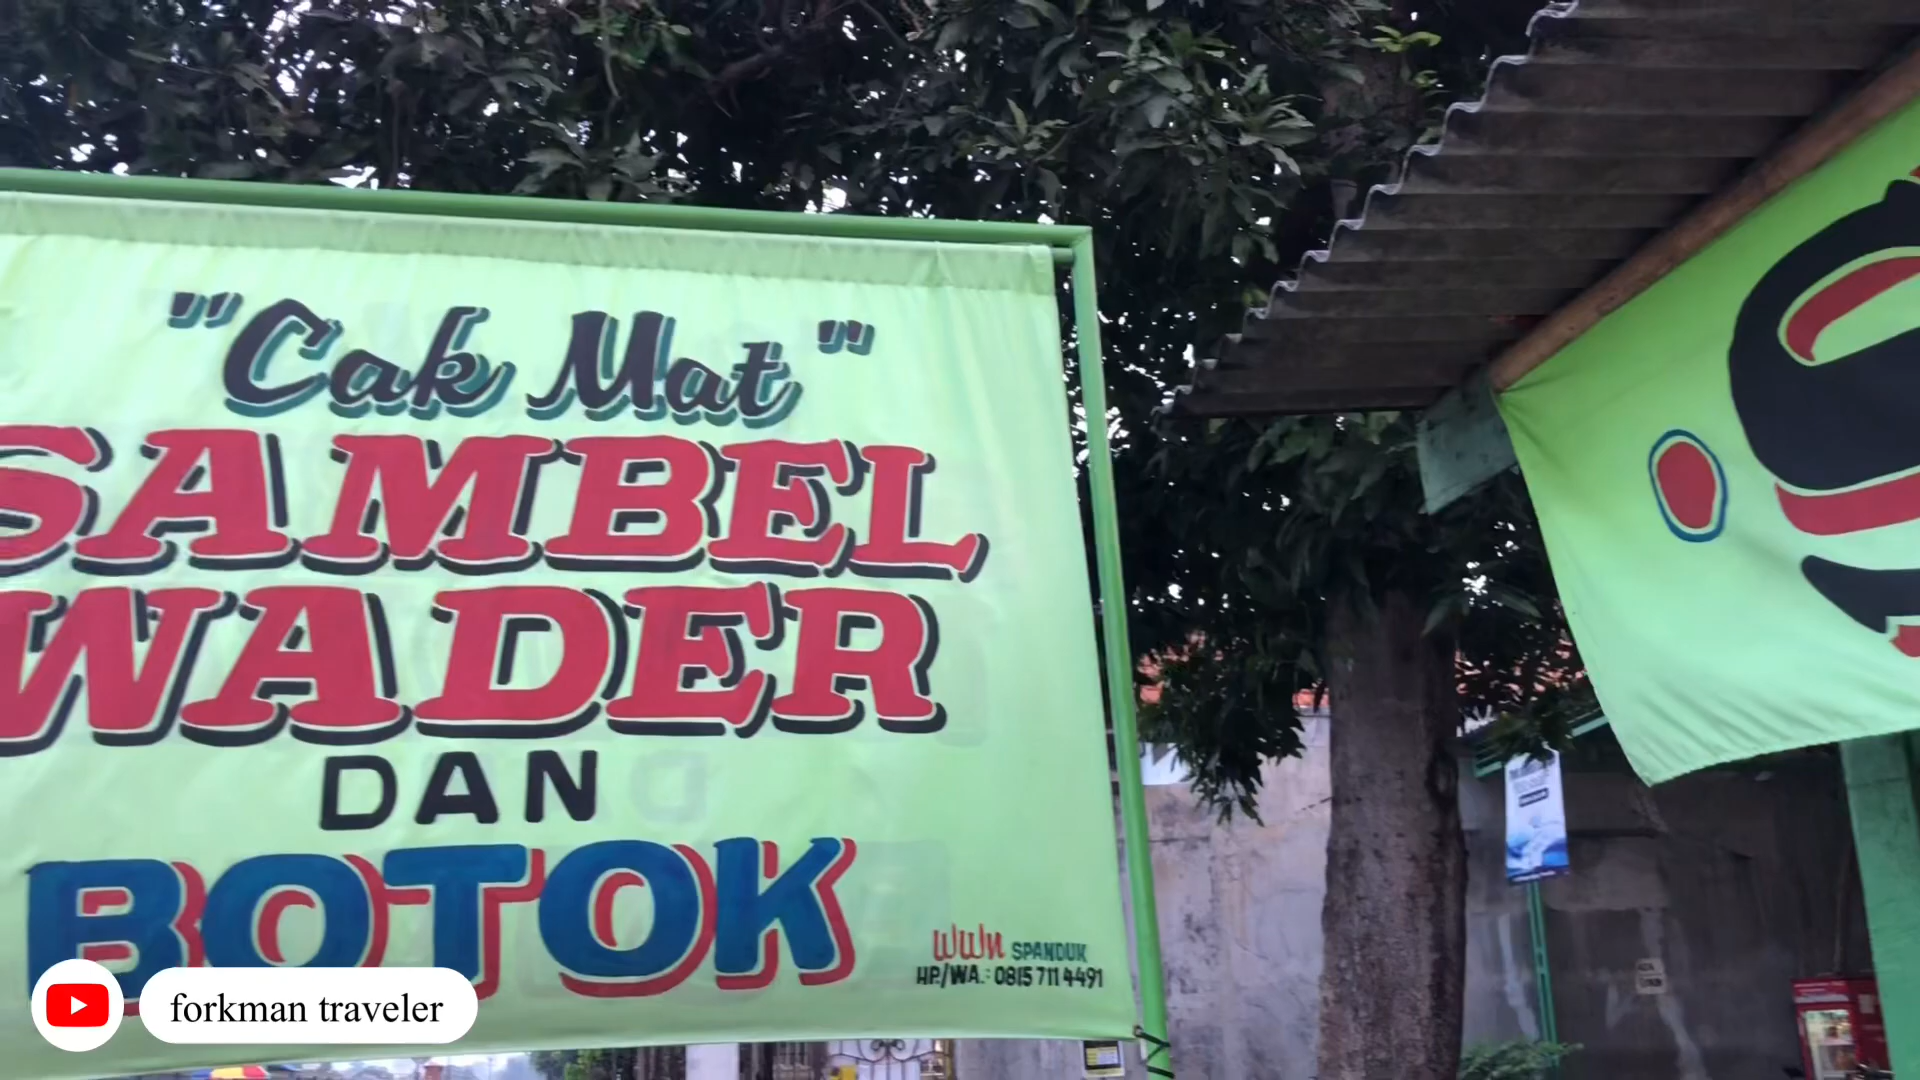 "Cak Mat"
SAMBEL
WADER
DAN
BOTOK
WWN SPANDUK
HP./WA.: 0815 711 4491
forkman traveler